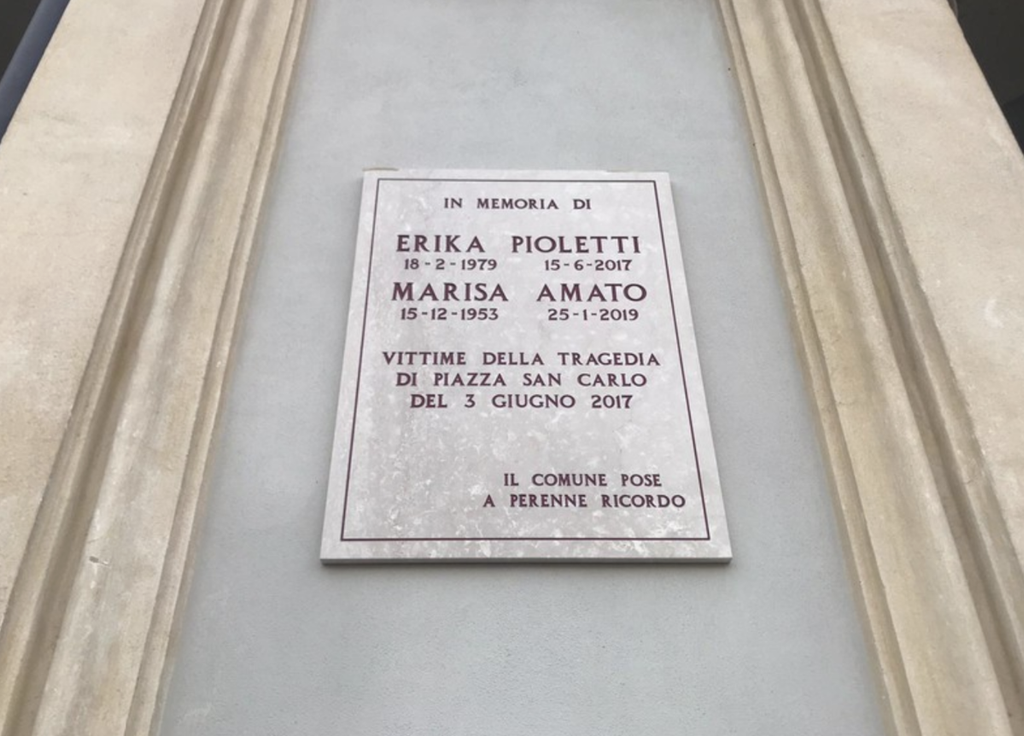 IN MEMORIA DI
ERIKA PIOLETTI
18-2-1979 15-6-2017
MARISA AMATO
15-12-1953 25-1-2019
VITTIME DELLA TRAGEDIA
DI PIAZZA SAN CARLO
DEL 3 GIUGNO 2017
IL COMUNE POSE
A PERENNE RICORDO